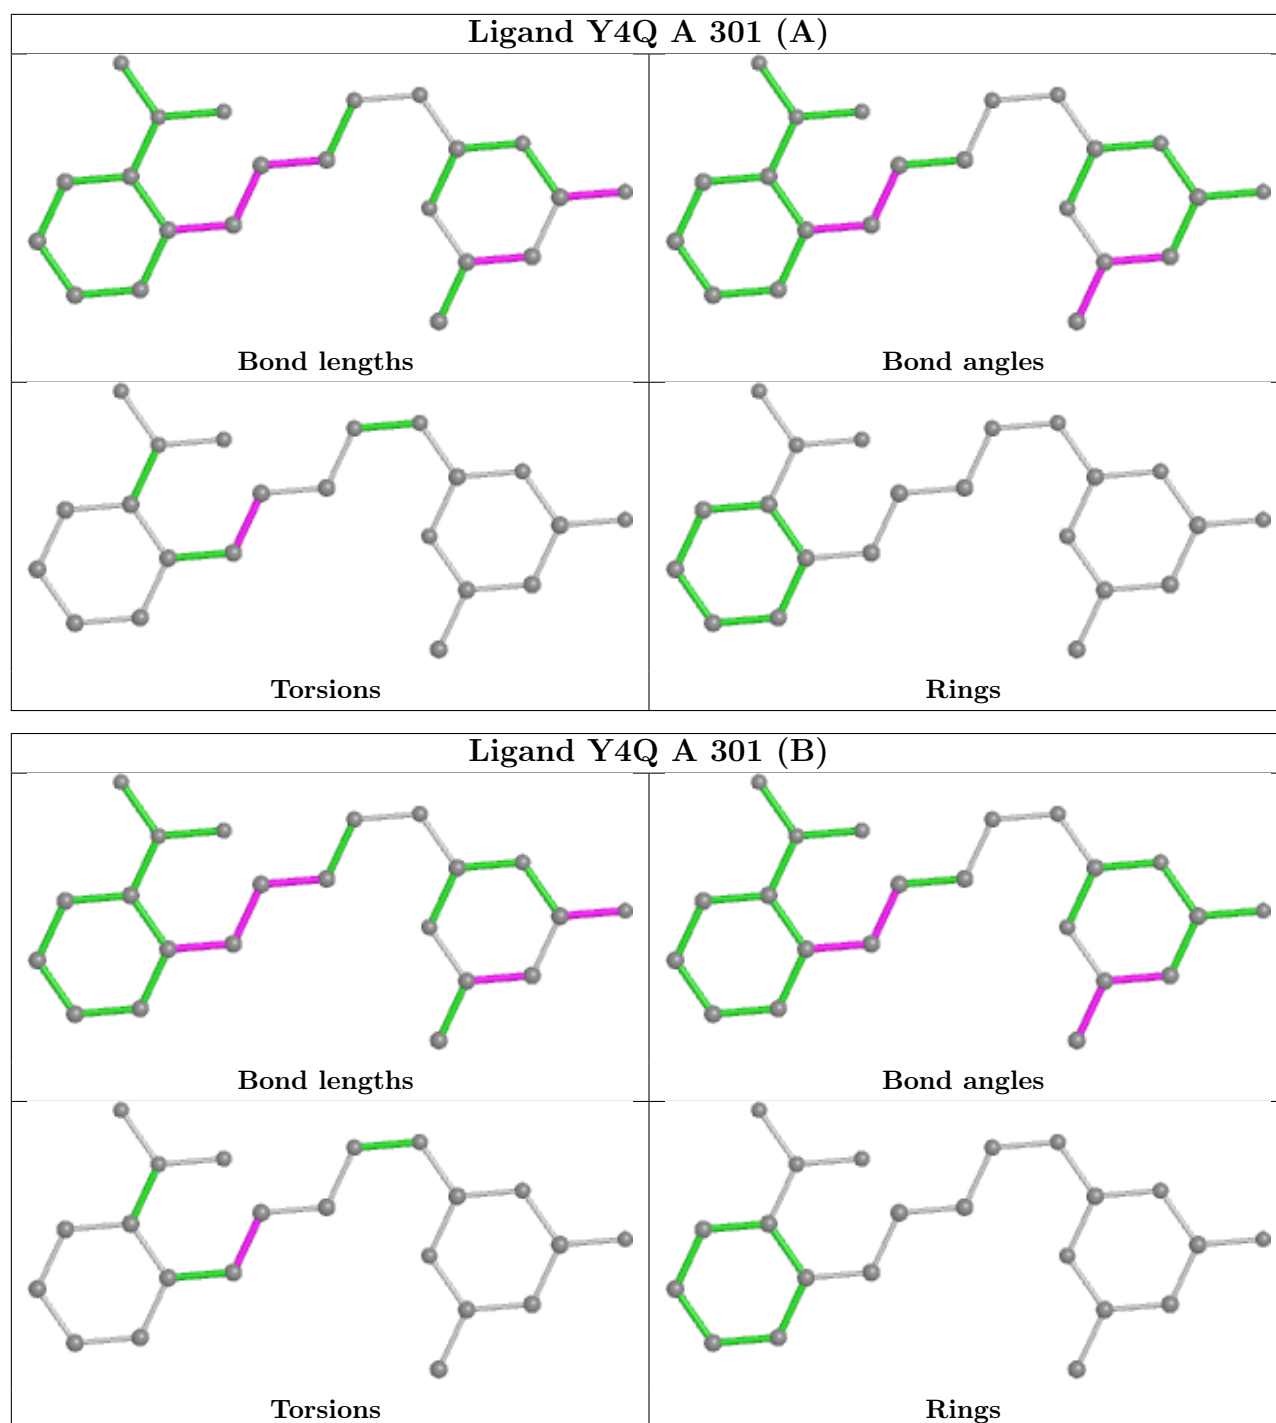 Ligand Y4Q A 301 (A)
Bond lengths
Bond angles
Torsions
Rings
Ligand Y4Q A 301 (B)
Bond lengths
Bond angles
Torsions
Rings